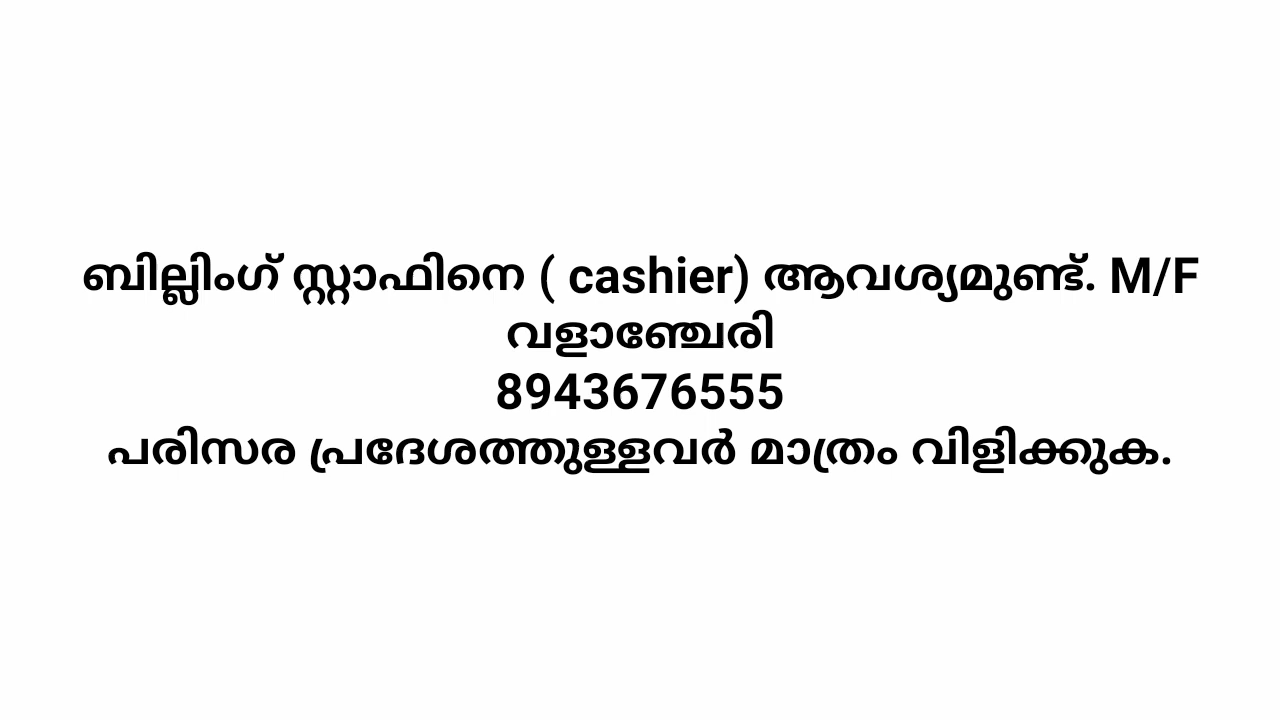 ബില്ലിംഗ് സ്റ്റാഫിനെ ( cashier) ആവശ്യമുണ്ട്. M/F
വളാഞ്ചേരി
8943676555
പരിസര പ്രദേശത്തുള്ളവർ മാത്രം വിളിക്കുക.